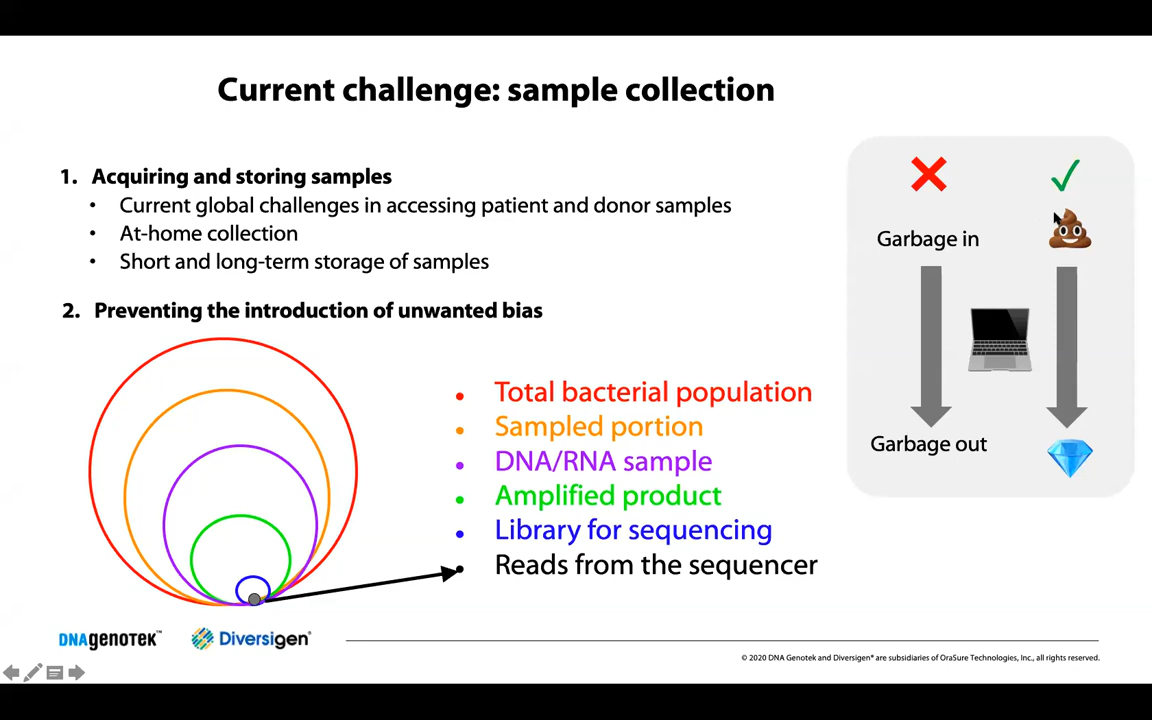 Current challenge: sample collection
1. Acquiring and storing samples
• Current global challenges in accessing patient and donor samples
• At-home collection
• Short and long-term storage of samples
2. Preventing the introduction of unwanted bias
• Total bacterial population
• Sampled portion
• DNA/RNA sample
• Amplified product
• Library for sequencing
• Reads from the sequencer
Garbage in
Garbage out
DNAgenotek™
Diversigen®
© 2020 DNA Genotek and Diversigen® are subsidiaries of OraSure Technologies, Inc., all rights reserved.